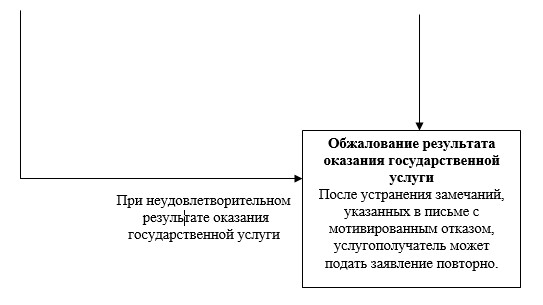 При неудовлетворительном
результате оказания
государственной услуги
Обжалование результата
оказания государственной
услуги
После устранения замечаний,
указанных в письме с
мотивированным отказом,
услугополучатель может
подать заявление повторно.